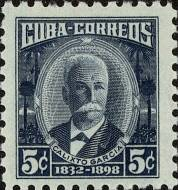 CUBA-CORREOS
CALIXTO GARCIA
5¢ 1832-1898 5¢